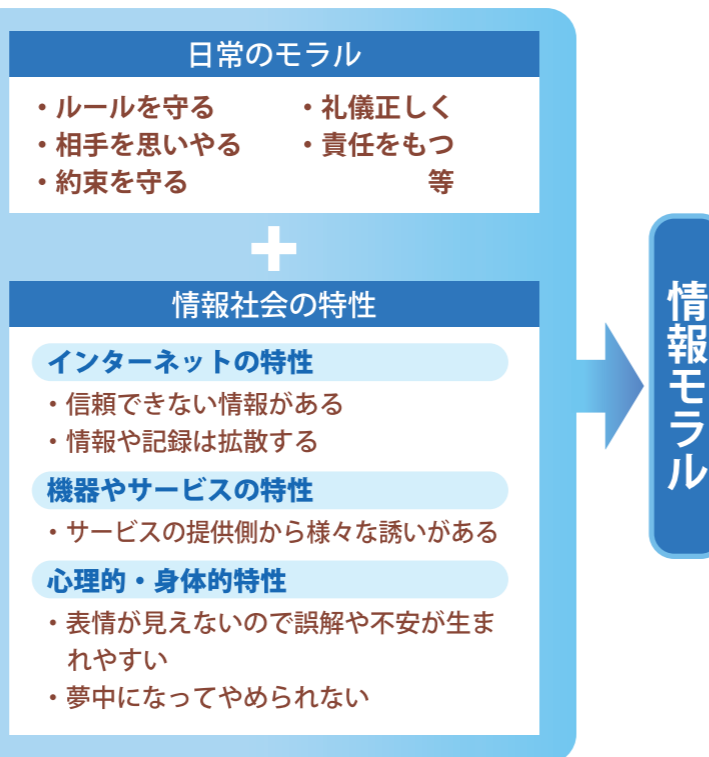 日常のモラル
・ルールを守る
・相手を思いやる
・約束を守る
・礼儀正しく
・責任をもつ
等
+
情報社会の特性
インターネットの特性
・信頼できない情報がある
・情報や記録は拡散する
機器やサービスの特性
・サービスの提供側から様々な誘いがある
心理的・身体的特性
・表情が見えないので誤解や不安が生ま
れやすい
・夢中になってやめられない
情報モラル